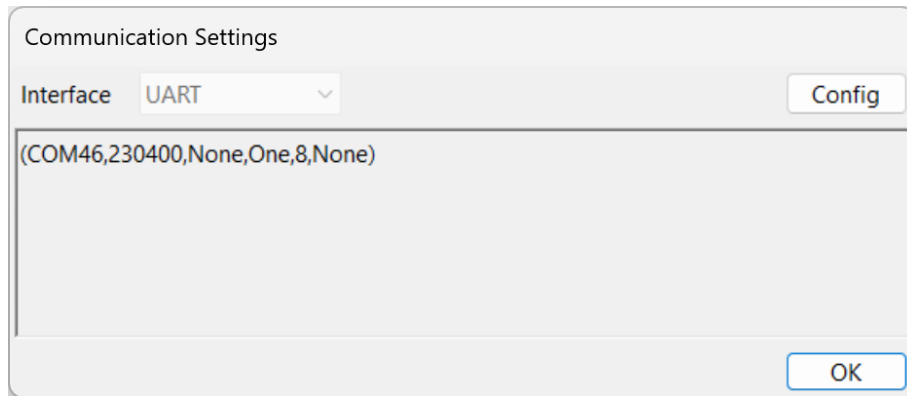 Communication Settings
Interface UART Config
(COM46,230400,None,One,8,None)
OK